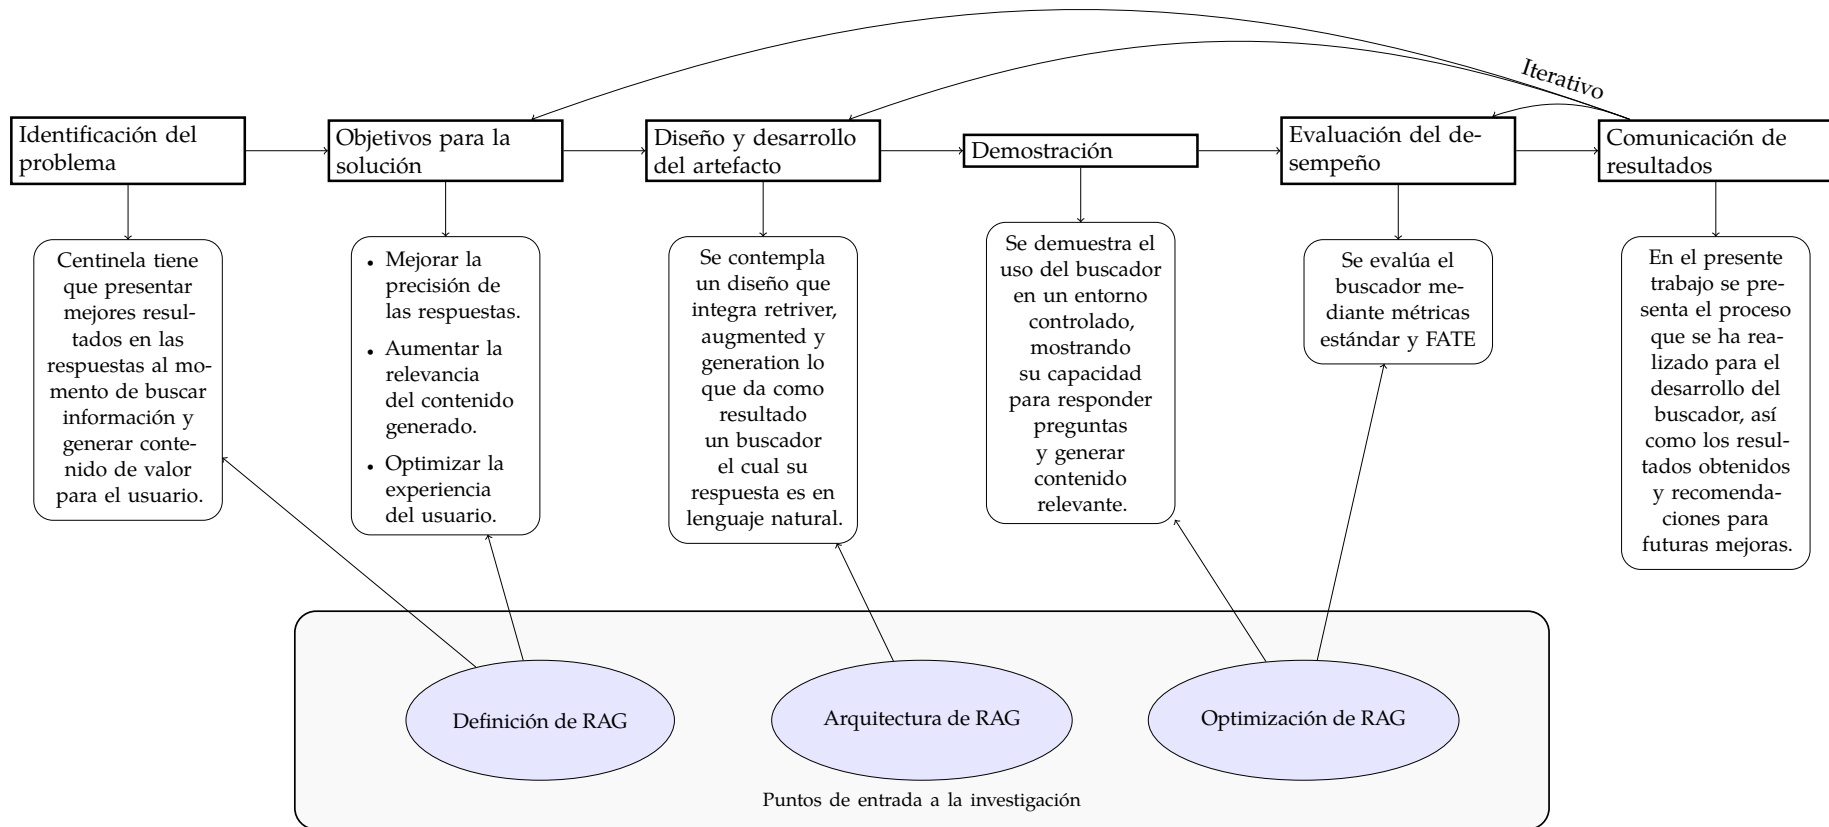 Iterativo
Identificación del
problema
Objetivos para la
solución
Diseño y desarrollo
del artefacto
Demostración
Evaluación del de-
sempeño
Comunicación de
resultados
Centinela tiene
que presentar
mejores resul-
tados en las
respuestas al mo-
mento de buscar
información y
generar conte-
nido de valor
para el usuario.
• Mejorar la
precisión de
las respuestas.
• Aumentar la
relevancia
del contenido
generado.
• Optimizar la
experiencia
del usuario.
Se contempla
un diseño que
integra retriver,
augmented y
generation lo
que da como
resultado
un buscador
el cual su
respuesta es en
lenguaje natural.
Se demuestra el
uso del buscador
en un entorno
controlado,
mostrando
su capacidad
para responder
preguntas
y generar
contenido
relevante.
Se evalúa el
buscador me-
diante métricas
estándar y FATE
En el presente
trabajo se pre-
senta el proceso
que se ha rea-
lizado para el
desarrollo del
buscador, así
como los resul-
tados obtenidos
y recomenda-
ciones para
futuras mejoras.
Definición de RAG
Arquitectura de RAG
Optimización de RAG
Puntos de entrada a la investigación